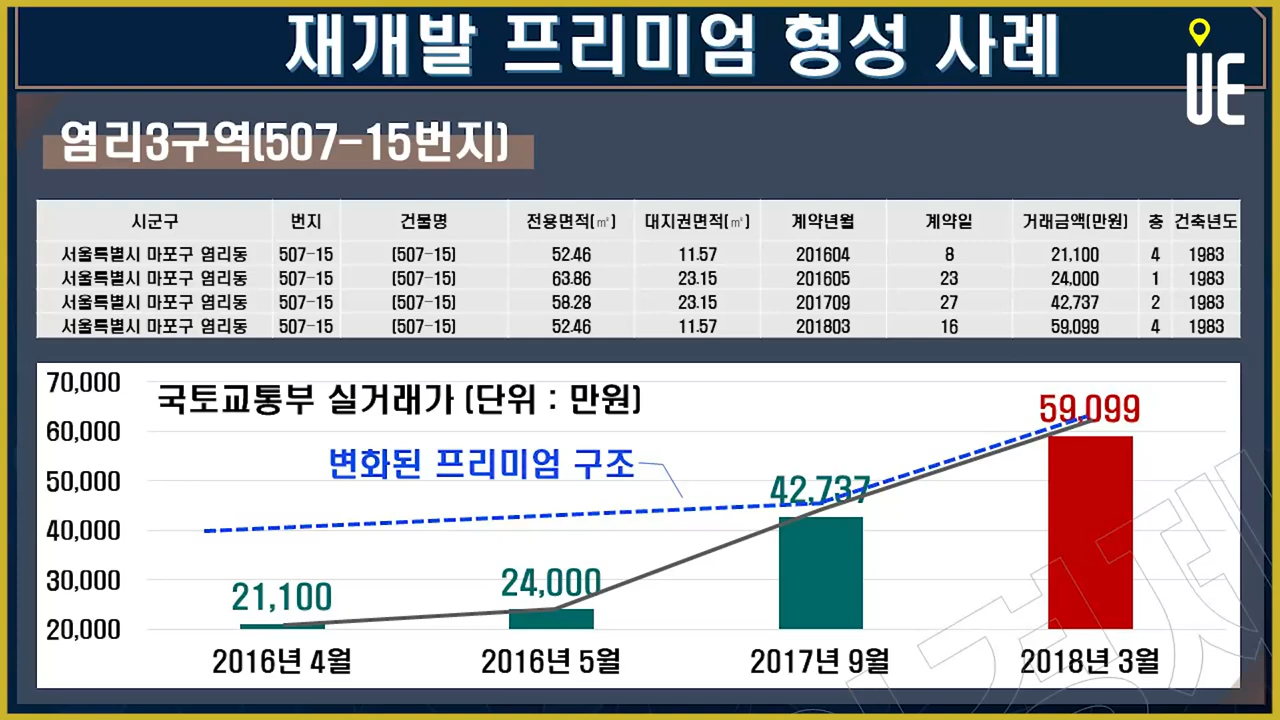 재개발 프리미엄 형성 사례
UE
염리3구역(507-15번지)
시군구 번지 건물명 전용면적(㎡) 대지권면적(㎡) 계약년월 계약일 거래금액(만원) 층 건축년도
서울특별시 마포구 염리동 507-15 (507-15) 52.46 11.57 201604 8 21,100 4 1983
서울특별시 마포구 염리동 507-15 (507-15) 63.86 23.15 201605 23 24,000 1 1983
서울특별시 마포구 염리동 507-15 (507-15) 58.28 23.15 201709 27 42,737 2 1983
서울특별시 마포구 염리동 507-15 (507-15) 52.46 11.57 201803 16 59,099 4 1983
국토교통부 실거래가 (단위 : 만원)
변화된 프리미엄 구조
70,000
60,000
50,000
40,000
30,000
20,000
21,100
24,000
42,737
59,099
2016년 4월 2016년 5월 2017년 9월 2018년 3월